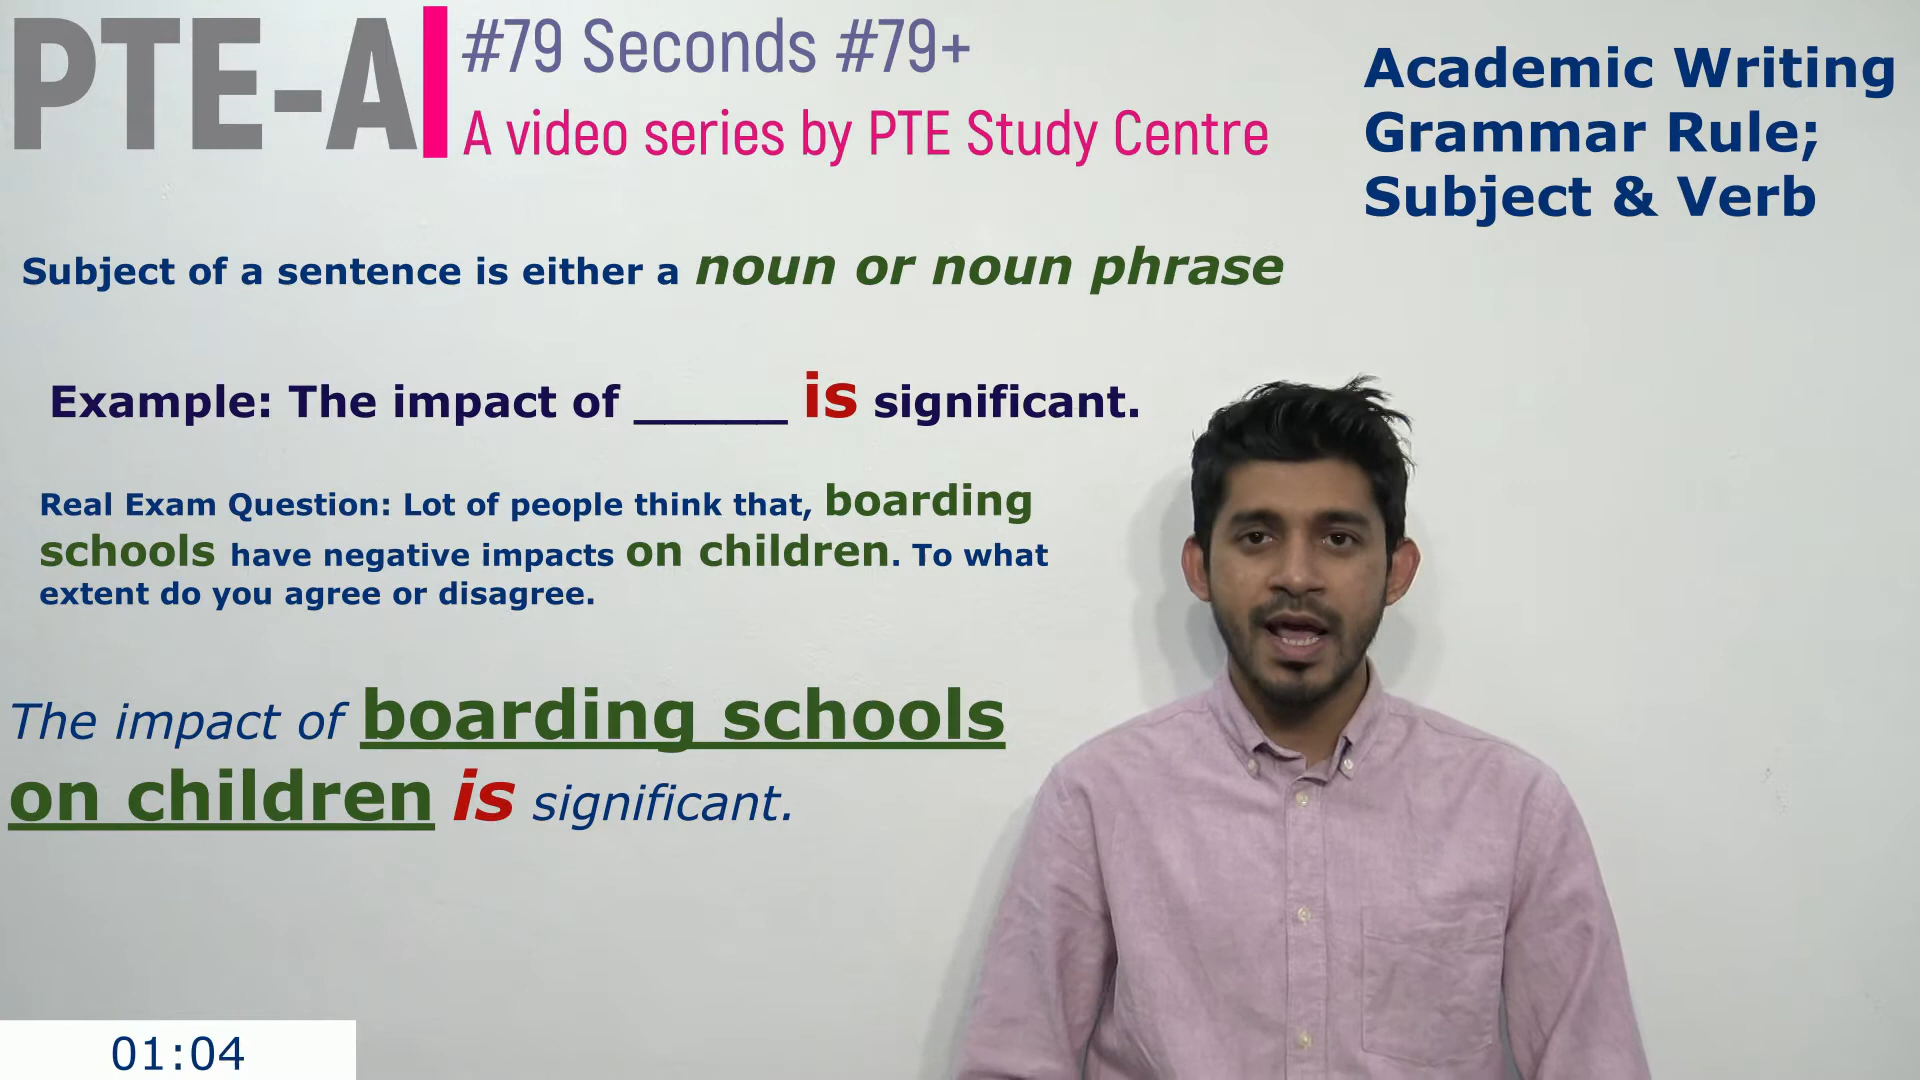 PTE-A
#79 Seconds #79+
A video series by PTE Study Centre
Academic Writing
Grammar Rule;
Subject & Verb
Subject of a sentence is either a noun or noun phrase
Example: The impact of _____ is significant.
Real Exam Question: Lot of people think that, boarding
schools have negative impacts on children. To what
extent do you agree or disagree.
The impact of boarding schools
on children is significant.
01:04